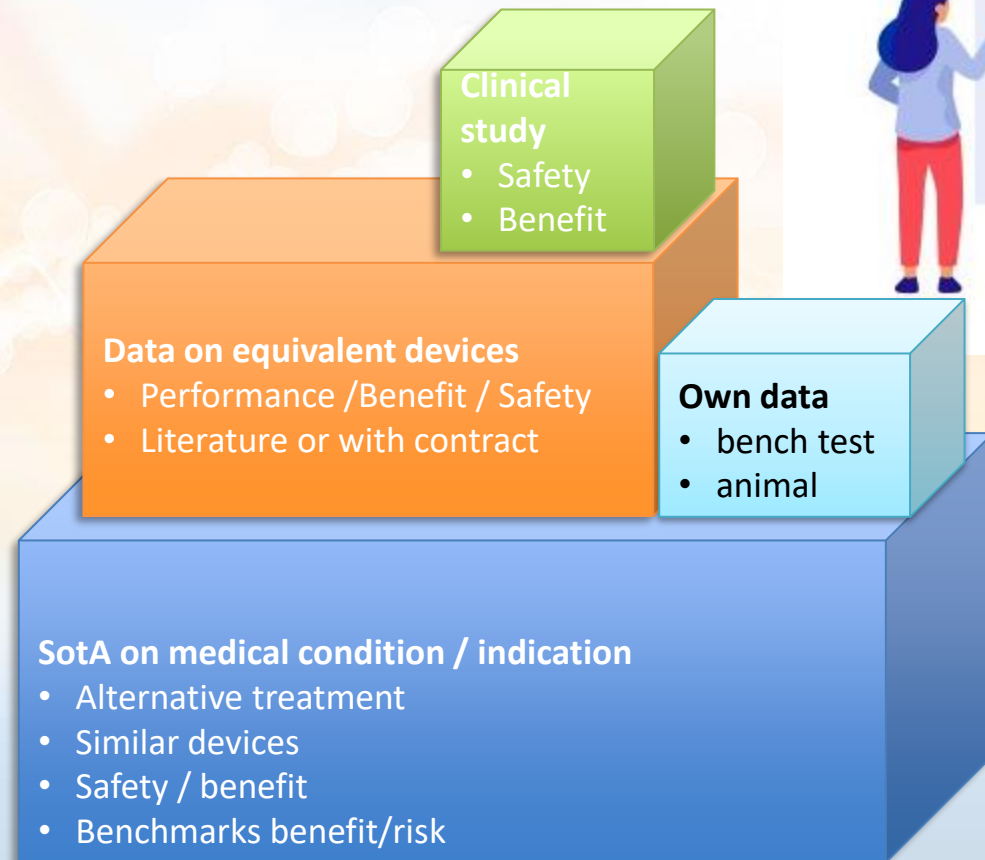 Clinical
study
• Safety
• Benefit
Data on equivalent devices
• Performance /Benefit / Safety
• Literature or with contract
Own data
• bench test
• animal
SotA on medical condition / indication
• Alternative treatment
• Similar devices
• Safety / benefit
• Benchmarks benefit/risk